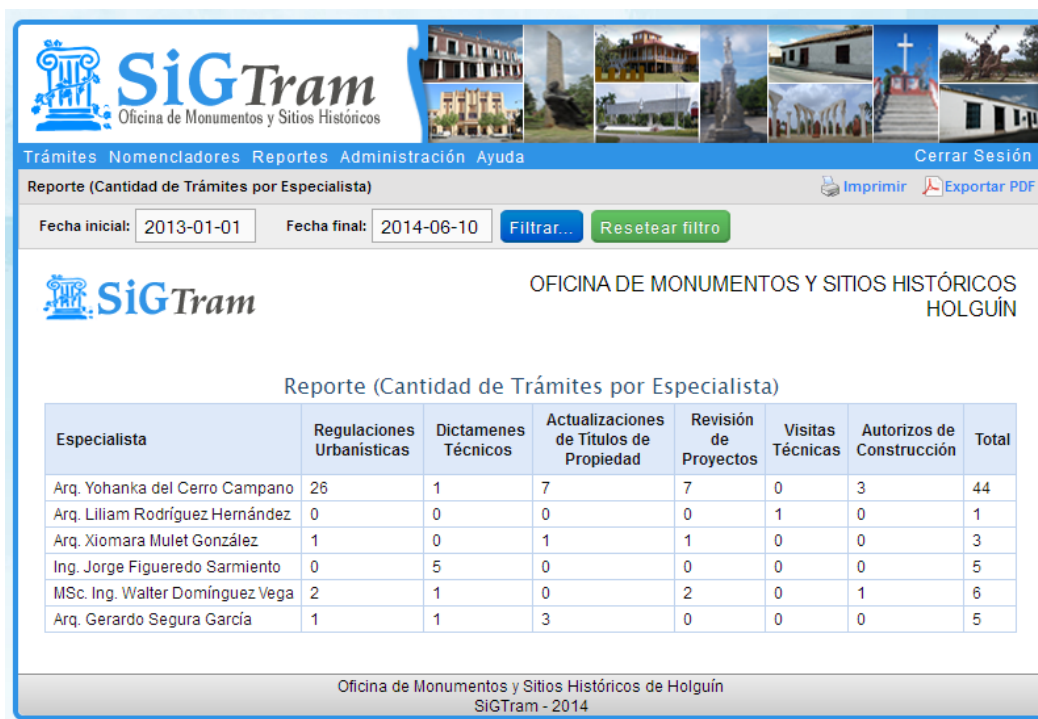 SiGTram
Oficina de Monumentos y Sitios Históricos
Trámites Nomencladores Reportes Administración Ayuda Cerrar Sesión
Reporte (Cantidad de Trámites por Especialista) Imprimir Exportar PDF
Fecha inicial: 2013-01-01 Fecha final: 2014-06-10 Filtrar... Resetear filtro
SiGTram
OFICINA DE MONUMENTOS Y SITIOS HISTÓRICOS
HOLGUÍN
Reporte (Cantidad de Trámites por Especialista)
Especialista Regulaciones Urbanísticas Dictamenes Técnicos Actualizaciones de Títulos de Propiedad Revisión de Proyectos Visitas Técnicas Autorizos de Construcción Total
Arq. Yohanka del Cerro Campano 26 1 7 7 0 3 44
Arq. Liliam Rodríguez Hernández 0 0 0 0 1 0 1
Arq. Xiomara Mulet González 1 0 1 1 0 0 3
Ing. Jorge Figueredo Sarmiento 0 5 0 0 0 0 5
MSc. Ing. Walter Domínguez Vega 2 1 0 2 0 1 6
Arq. Gerardo Segura García 1 1 3 0 0 0 5
Oficina de Monumentos y Sitios Históricos de Holguín
SiGTram - 2014